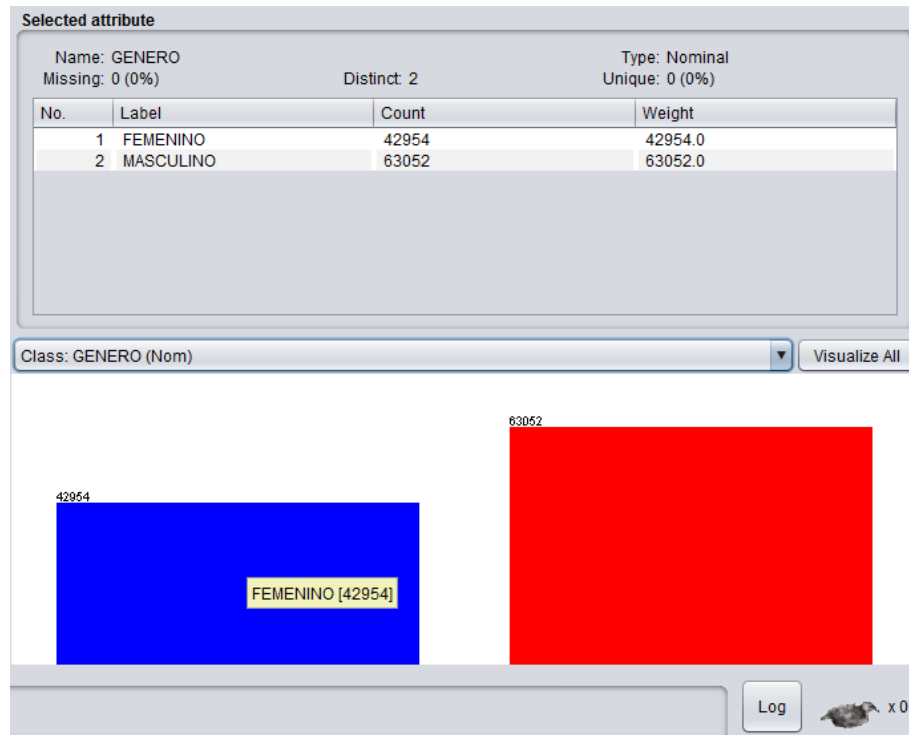 Selected attribute
Name: GENERO Type: Nominal
Missing: 0 (0%) Distinct: 2 Unique: 0 (0%)
No. Label Count Weight
1 FEMENINO 42954 42954.0
2 MASCULINO 63052 63052.0
Class: GENERO (Nom) Visualize All
63052
42954
FEMENINO [42954]
Log x 0